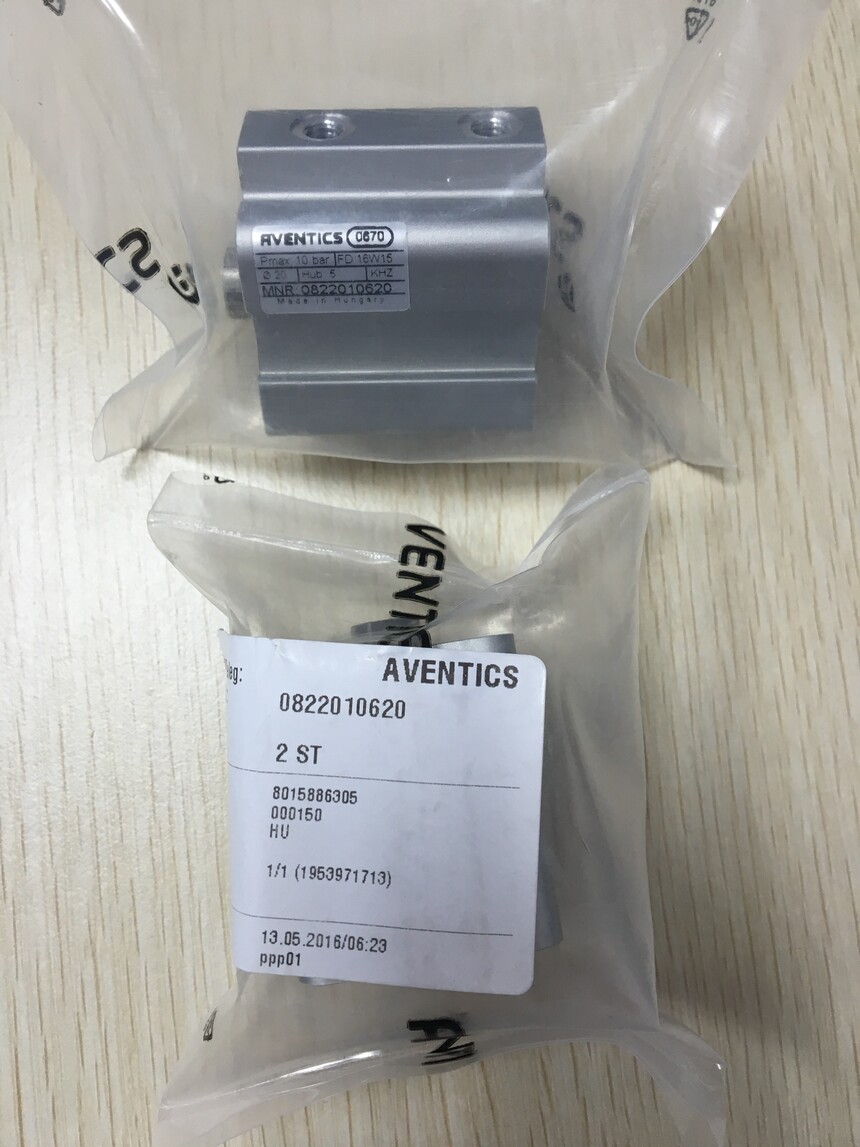 AVENTICS 0670
Pmax 10 bar FD 16W15
Ø 20 Hub 5 KHZ
MNR: 0822010620
Made in Hungary
VENT
AVENTICS
0822010620
2 ST
8015886305
000150
HU
1/1 (1953971713)
13.05.2016/06:23
ppp01